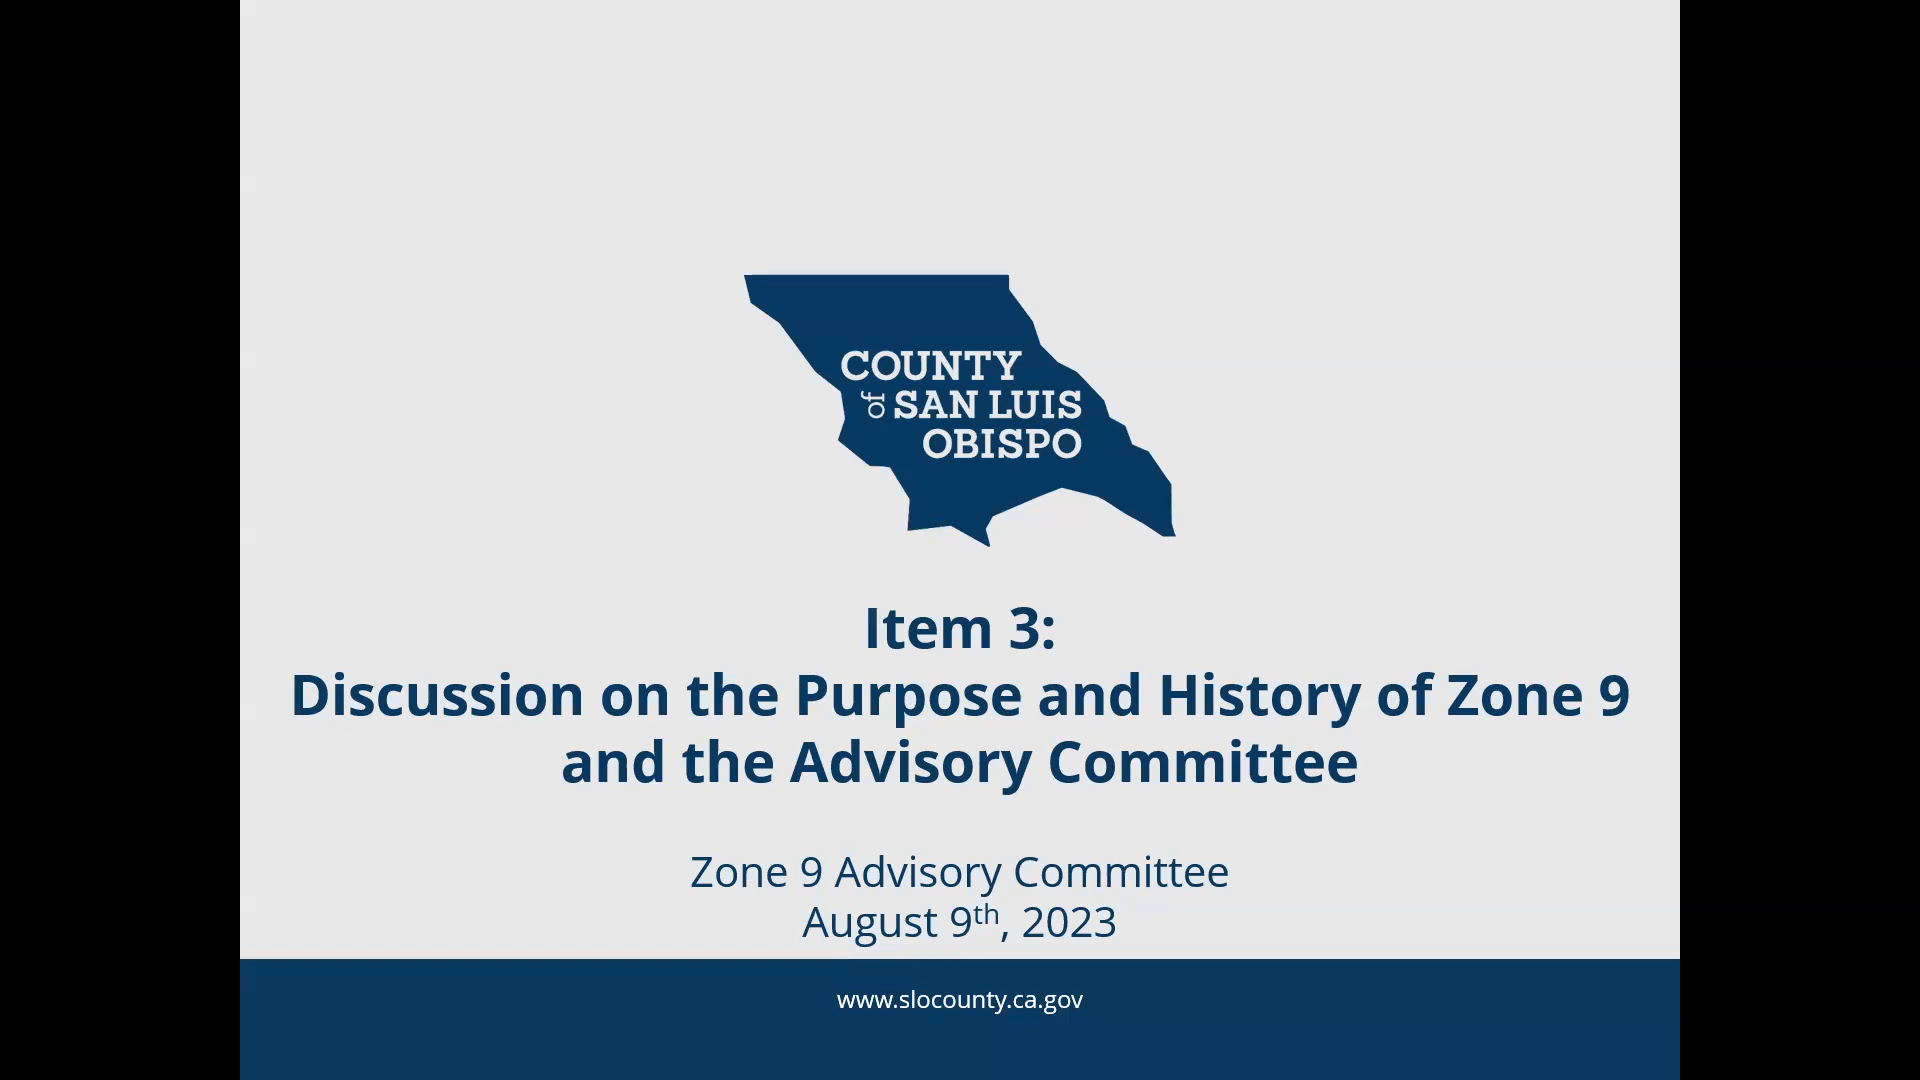 COUNTY
of SAN LUIS
OBISPO
Item 3:
Discussion on the Purpose and History of Zone 9
and the Advisory Committee
Zone 9 Advisory Committee
August 9th, 2023
www.slocounty.ca.gov